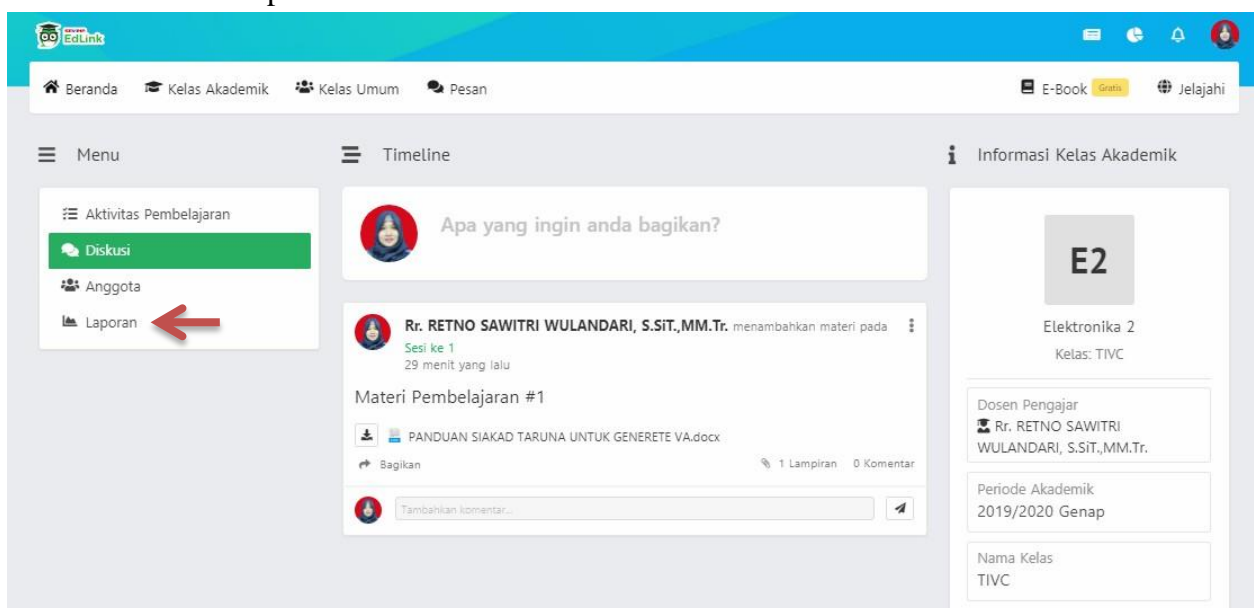 EdLink
Beranda
Kelas Akademik
Kelas Umum
Pesan
E-Book
Gratis
Jelajahi
Menu
Aktivitas Pembelajaran
Diskusi
Anggota
Laporan
Timeline
Apa yang ingin anda bagikan?
Rr. RETNO SAWITRI WULANDARI, S.SiT.,MM.Tr. menambahkan materi pada
Sesi ke 1
29 menit yang lalu
Materi Pembelajaran #1
PANDUAN SIAKAD TARUNA UNTUK GENERETE VA.docx
Bagikan
1 Lampiran
0 Komentar
Tambahkan komentar...
Informasi Kelas Akademik
E2
Elektronika 2
Kelas: TIVC
Dosen Pengajar
Rr. RETNO SAWITRI
WULANDARI, S.SiT.,MM.Tr.
Periode Akademik
2019/2020 Genap
Nama Kelas
TIVC